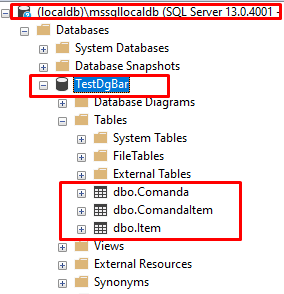 (localdb)\mssqllocaldb (SQL Server 13.0.4001 -
Databases
System Databases
Database Snapshots
TestDgBar
Database Diagrams
Tables
System Tables
FileTables
External Tables
dbo.Comanda
dbo.ComandaItem
dbo.Item
Views
External Resources
Synonyms